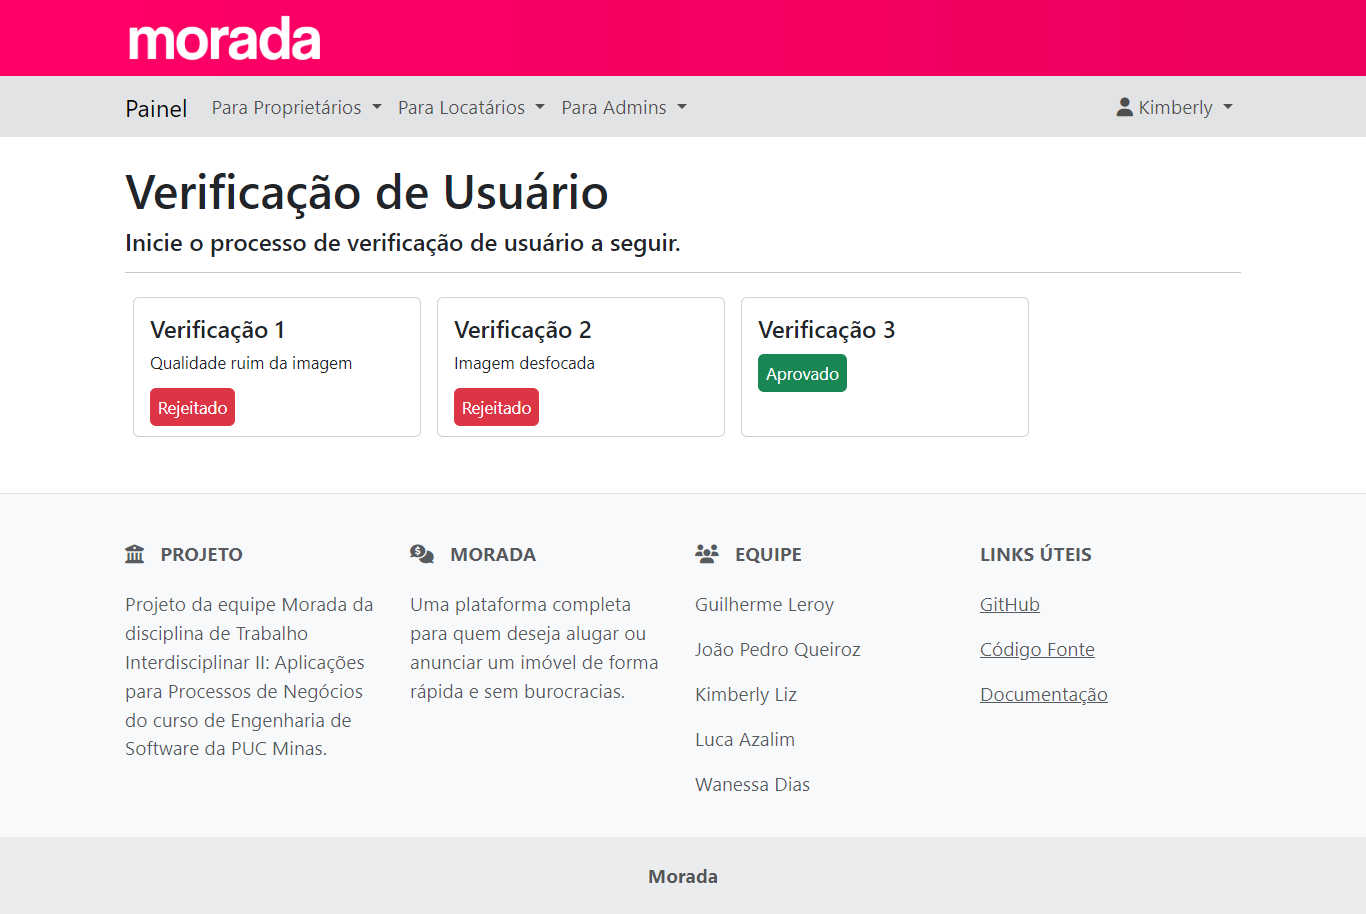 morada
Painel Para Proprietários Para Locatários Para Admins Kimberly
Verificação de Usuário
Inicie o processo de verificação de usuário a seguir.
Verificação 1
Qualidade ruim da imagem
Rejeitado
Verificação 2
Imagem desfocada
Rejeitado
Verificação 3
Aprovado
PROJETO
Projeto da equipe Morada da
disciplina de Trabalho
Interdisciplinar II: Aplicações
para Processos de Negócios
do curso de Engenharia de
Software da PUC Minas.
MORADA
Uma plataforma completa
para quem deseja alugar ou
anunciar um imóvel de forma
rápida e sem burocracias.
EQUIPE
Guilherme Leroy
João Pedro Queiroz
Kimberly Liz
Luca Azalim
Wanessa Dias
LINKS ÚTEIS
GitHub
Código Fonte
Documentação
Morada